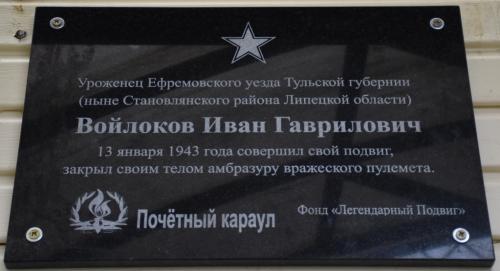 Уроженец Ефремовского уезда Тульской губернии
(ныне Становлянского района Липецкой области)
Войлоков Иван Гаврилович
13 января 1943 года совершил свой подвиг,
закрыл своим телом амбразуру вражеского пулемета.
Почётный караул
Фонд «Легендарный Подвиг»